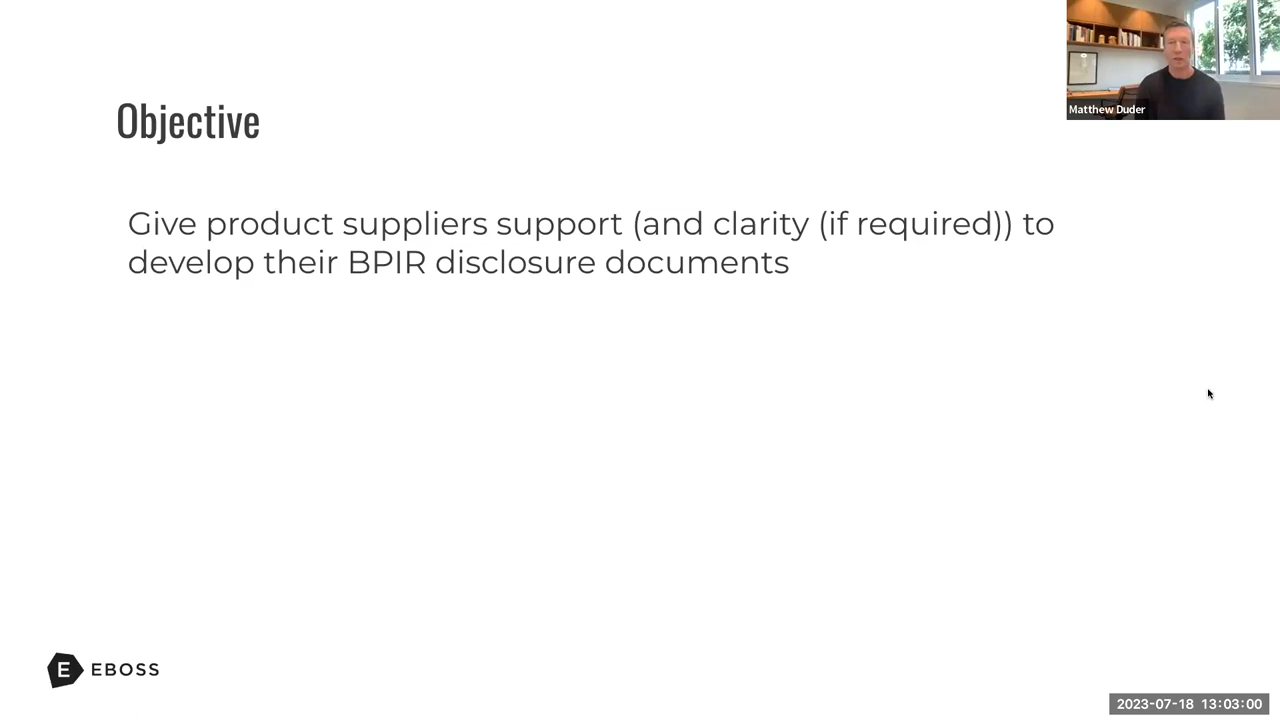 Matthew Duder
Objective
Give product suppliers support (and clarity (if required)) to
develop their BPIR disclosure documents
E EBOSS
2023-07-18 13:03:00